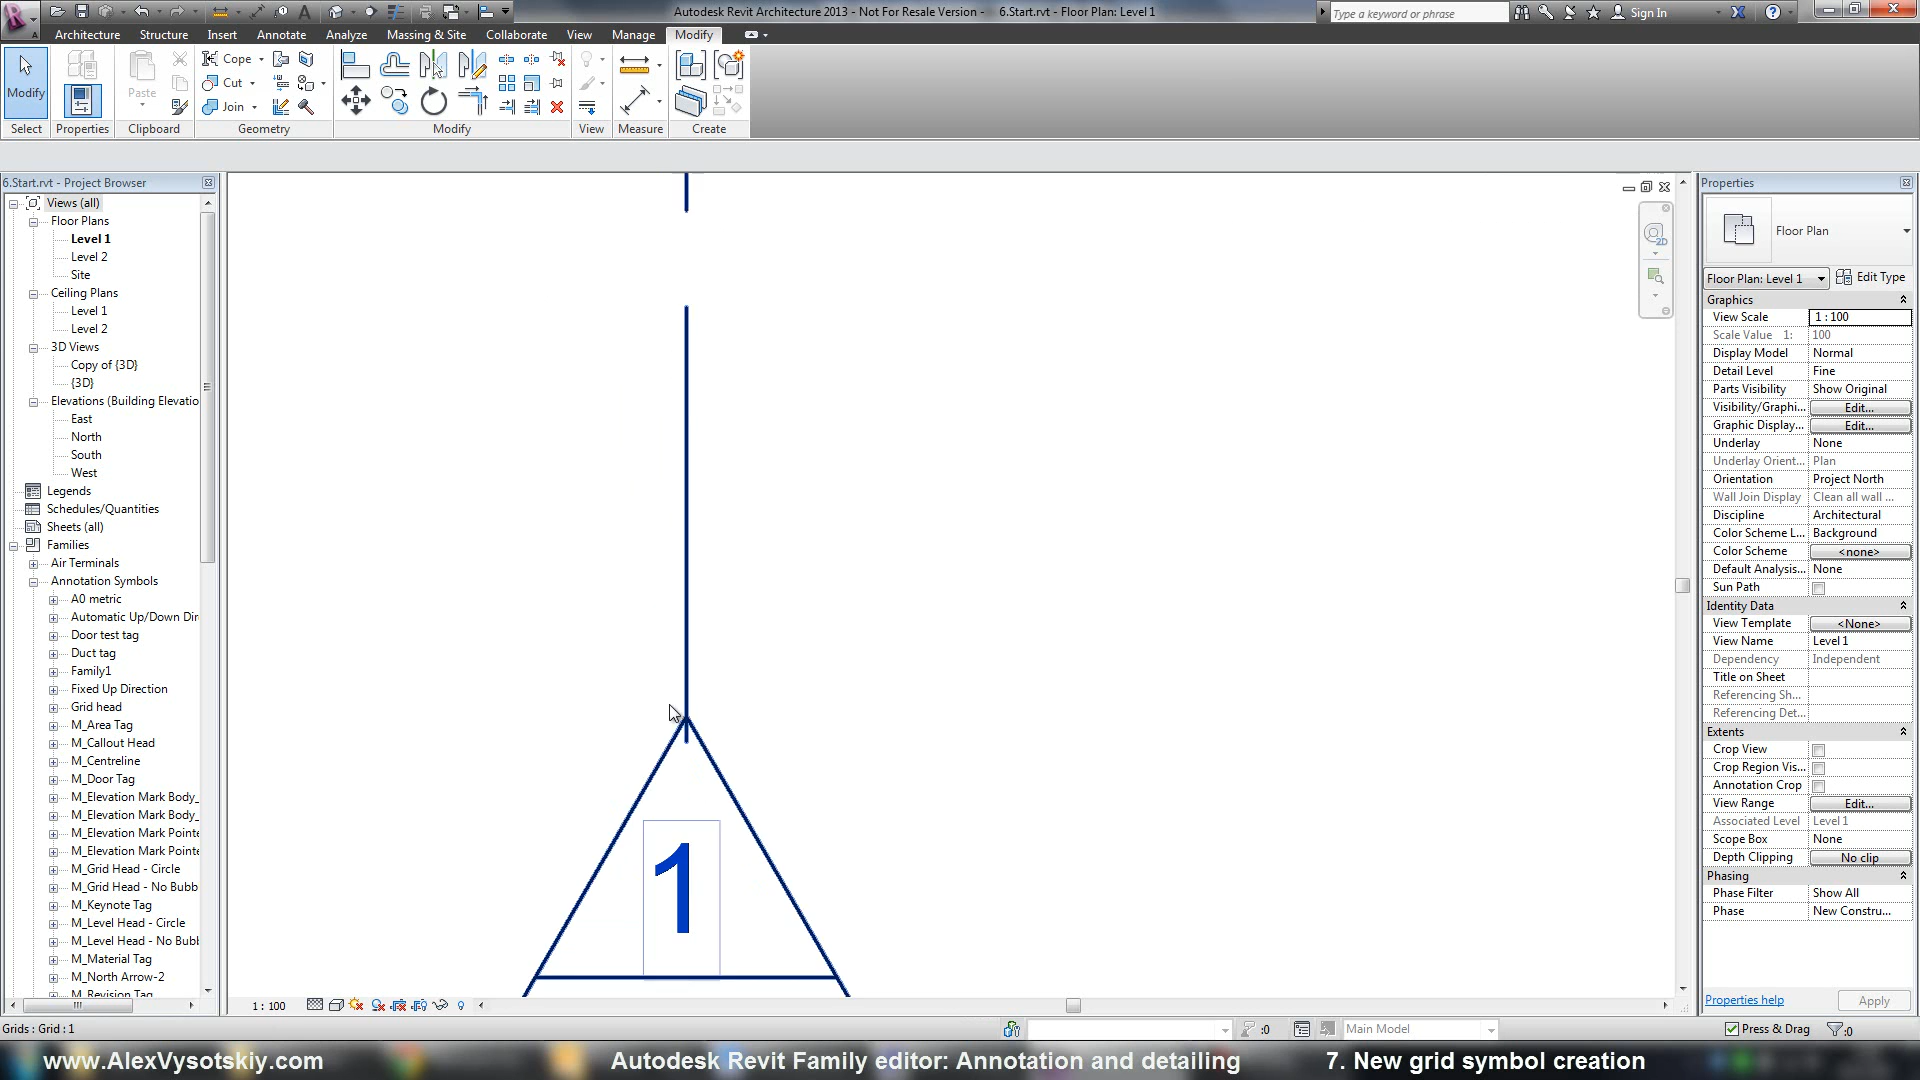 Autodesk Revit Architecture 2013 - Not For Resale Version - 6.Start.rvt - Floor Plan: Level 1
Type a keyword or phrase
Sign In
Architecture Structure Insert Annotate Analyze Massing & Site Collaborate View Manage Modify
Modify
Paste
Cope
Cut
Join
Select Properties Clipboard Geometry Modify View Measure Create
6.Start.rvt - Project Browser
Views (all)
Floor Plans
Level 1
Level 2
Site
Ceiling Plans
Level 1
Level 2
3D Views
Copy of {3D}
{3D}
Elevations (Building Elevatio
East
North
South
West
Legends
Schedules/Quantities
Sheets (all)
Families
Air Terminals
Annotation Symbols
A0 metric
Automatic Up/Down Dir
Door test tag
Duct tag
Family1
Fixed Up Direction
Grid head
M_Area Tag
M_Callout Head
M_Centreline
M_Door Tag
M_Elevation Mark Body_
M_Elevation Mark Body_
M_Elevation Mark Pointe
M_Elevation Mark Pointe
M_Grid Head - Circle
M_Grid Head - No Bubb
M_Keynote Tag
M_Level Head - Circle
M_Level Head - No Bubl
M_Material Tag
M_North Arrow-2
M_Revision Tag
2D
1
Properties
Floor Plan
Floor Plan: Level 1 Edit Type
Graphics
View Scale 1 : 100
Scale Value 1: 100
Display Model Normal
Detail Level Fine
Parts Visibility Show Original
Visibility/Graphi... Edit...
Graphic Display... Edit...
Underlay None
Underlay Orient... Plan
Orientation Project North
Wall Join Display Clean all wall ...
Discipline Architectural
Color Scheme L... Background
Color Scheme <none>
Default Analysis... None
Sun Path
Identity Data
View Template <None>
View Name Level 1
Dependency Independent
Title on Sheet
Referencing Sh...
Referencing Det...
Extents
Crop View
Crop Region Vis...
Annotation Crop
View Range Edit...
Associated Level Level 1
Scope Box None
Depth Clipping No clip
Phasing
Phase Filter Show All
Phase New Constru...
Properties help Apply
1 : 100
Grids : Grid : 1
:0
Main Model
Press & Drag
:0
www.AlexVysotskiy.com Autodesk Revit Family editor: Annotation and detailing 7. New grid symbol creation